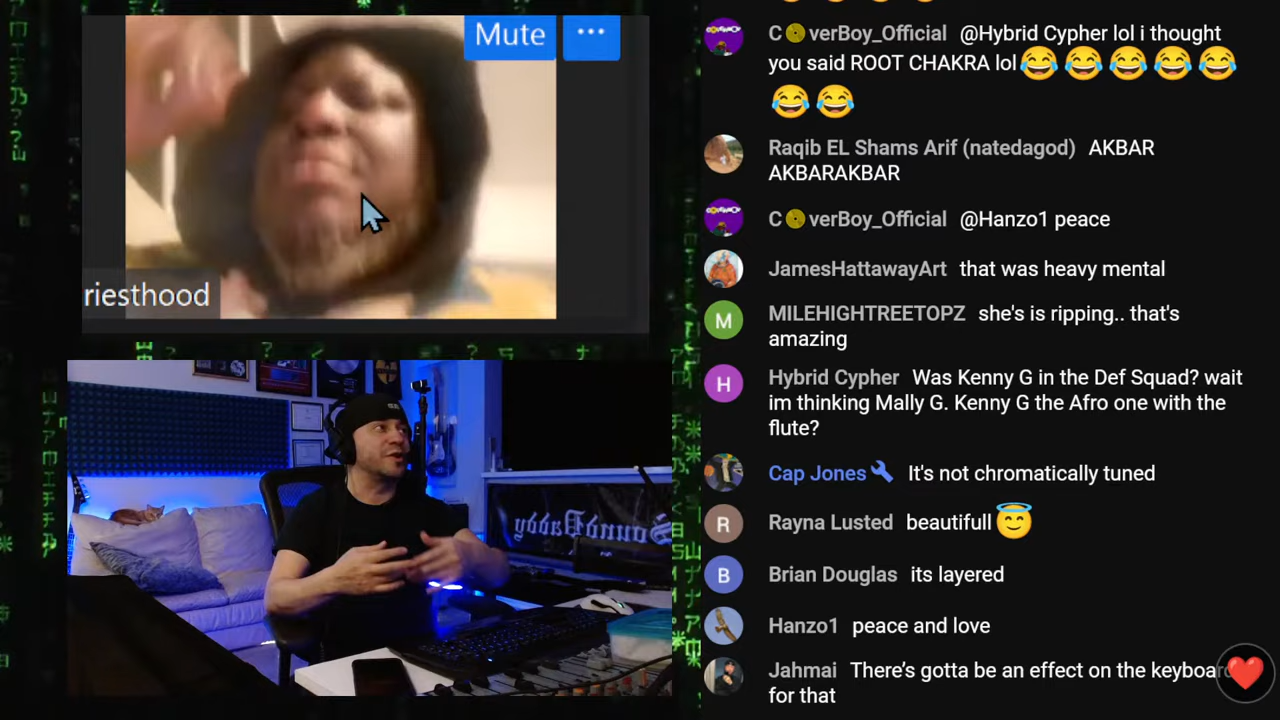 Mute ...
riesthood
SoundDaddy
C verBoy_Official @Hybrid Cypher lol i thought
you said ROOT CHAKRA lol😂😂😂😂😂
😂😂
Raqib EL Shams Arif (natedagod) AKBAR
AKBARAKBAR
C verBoy_Official @Hanzo1 peace
JamesHattawayArt that was heavy mental
M MILEHIGHTREETOPZ she's is ripping.. that's
amazing
H Hybrid Cypher Was Kenny G in the Def Squad? wait
im thinking Mally G. Kenny G the Afro one with the
flute?
Cap Jones It's not chromatically tuned
R Rayna Lusted beautifull😇
B Brian Douglas its layered
Hanzo1 peace and love
Jahmai There’s gotta be an effect on the keyboard
for that